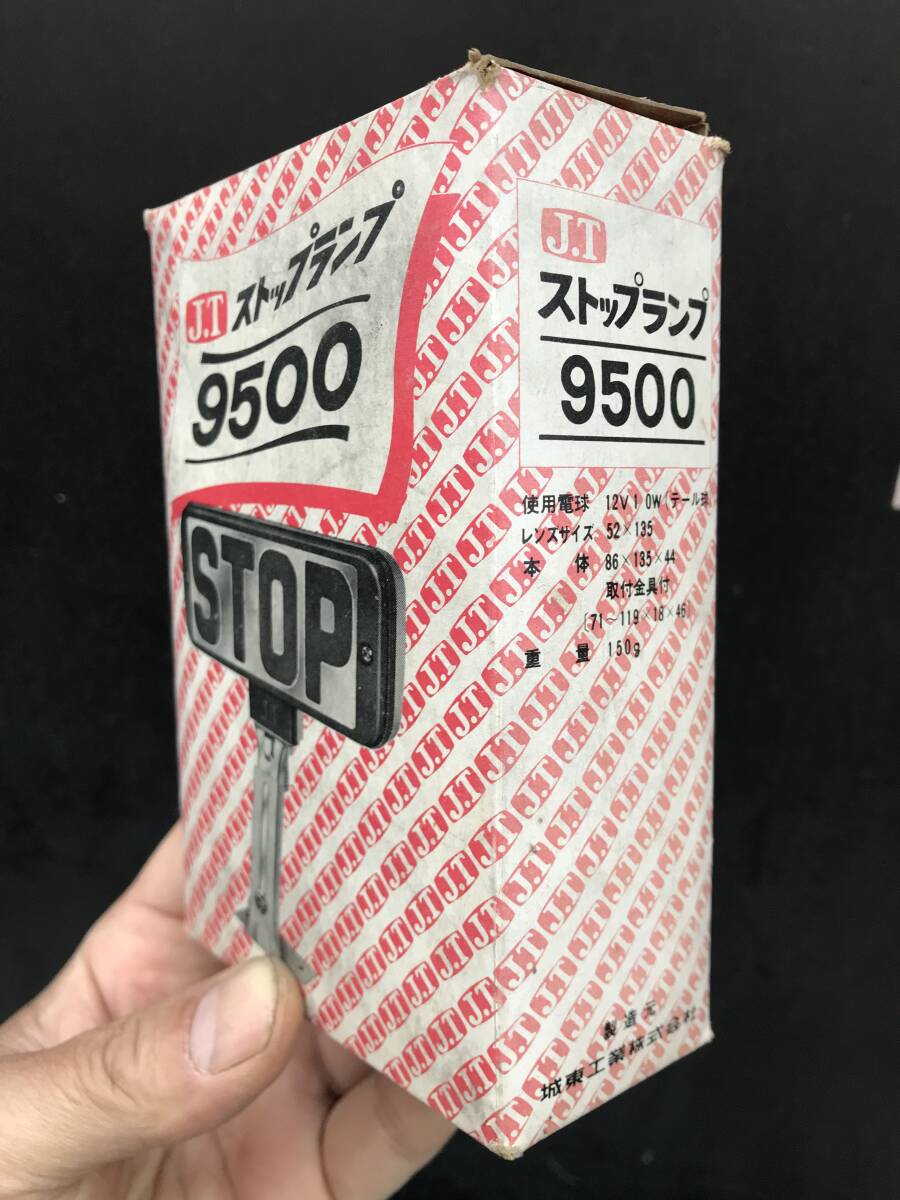 J.T ストップランプ
9500
STOP
J.T
ストップランプ
9500
使用電球 12V10W(テール球)
レンズサイズ 52×135
本体 86×135×44
取付金具付
〔71～119×18×46〕
重量 150g
製造元
城東工業株式会社